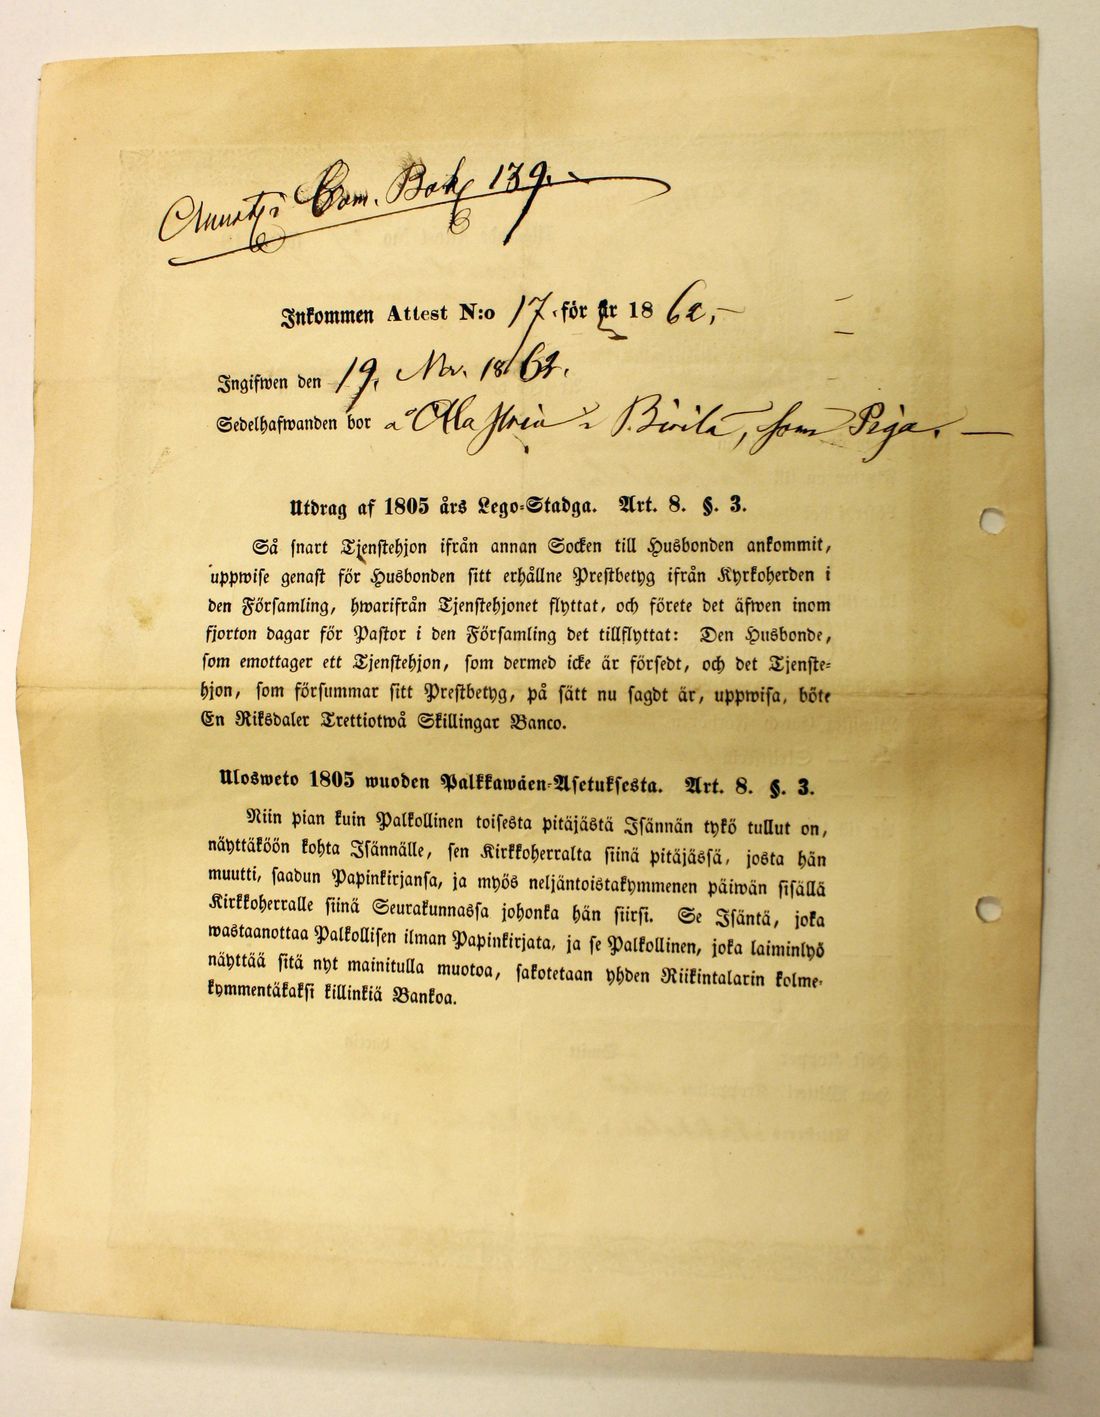 Com. Bok 139.
Inkommen Attest N:o 17. för år 1862,
Ingifwen den 19. Nov. 1862.
Sedelhafwanden bor å i Bövilä, som Piga.
Utdrag af 1805 års Lego-Stadga. Art. 8. §. 3.
Så snart Tjenstehjon ifrån annan Socken till Husbonden ankommit,
uppwise genast för Husbonden sitt erhållne Prestbetyg ifrån Kyrkoherden i
den Församling, hwarifrån Tjenstehjonet flyttat, och förete det äfwen inom
fjorton dagar för Pastor i den Församling det tillflyttat: Den Husbonde,
som emottager ett Tjenstehjon, som dermed icke är försedt, och det Tjenste-
hjon, som försummar sitt Prestbetyg, på sätt nu sagdt är, uppwisa, böte
En Riksdaler Trettiotwå Skillingar Banco.
Ulosweto 1805 wuoden Palkkawäen-Asetuksesta. Art. 8. §. 3.
Niin pian kuin Palkollinen toisesta pitäjästä Isännän tykö tullut on,
näyttäköön kohta Isännälle, sen Kirkkoherralta siinä pitäjässä, josta hän
muutti, saadun Papinkirjansa, ja myös neljäntoistakymmenen päiwän sisällä
Kirkkoherralle siinä Seurakunnassa johonka hän siirsi. Se Isäntä, joka
wastaanottaa Palkollisen ilman Papinkirjata, ja se Palkollinen, joka laiminlyö
näyttää sitä nyt mainitulla muotoa, sakotetaan yhden Riikintalarin kolme-
kymmentäkaksi killinkiä Bankoa.